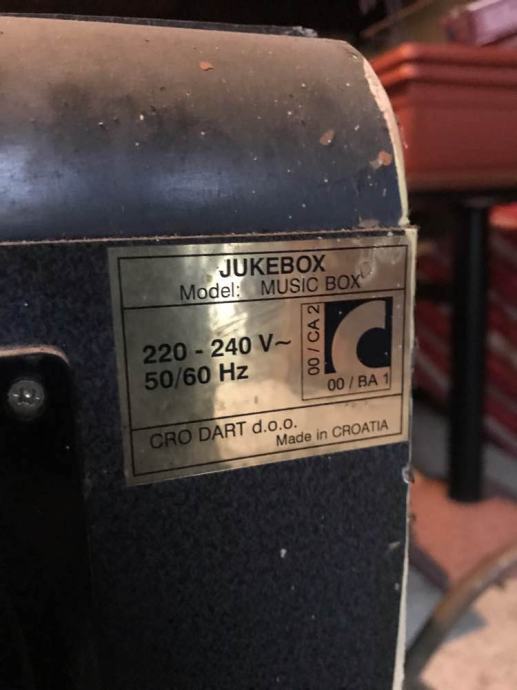 JUKEBOX
Model: MUSIC BOX
220 - 240 V~
50/60 Hz
00 / CA 2
00 / BA 1
CRO DART d.o.o.
Made in CROATIA